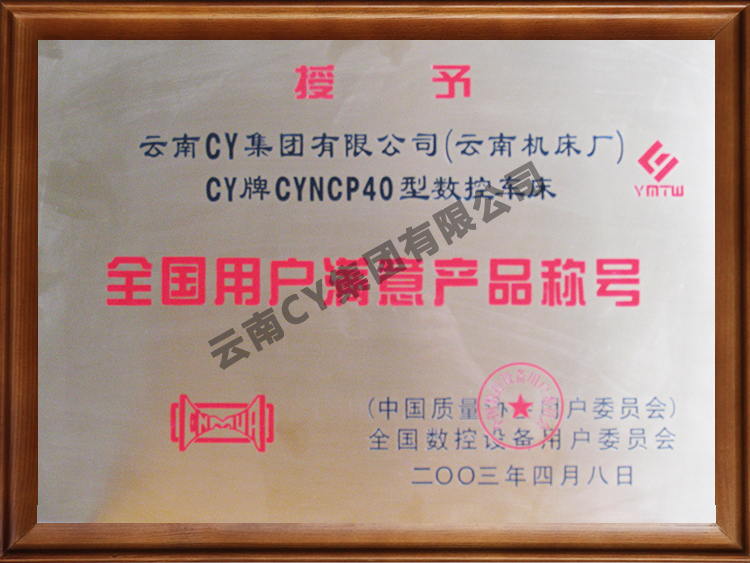 授 予
云南CY集团有限公司(云南机床厂)
CY牌CYNCP40型数控车床
YMTW
全国用户满意产品称号
云南CY集团有限公司
CNMUA
(中国质量协会用户委员会)
全国数控设备用户委员会
二〇〇三年四月八日